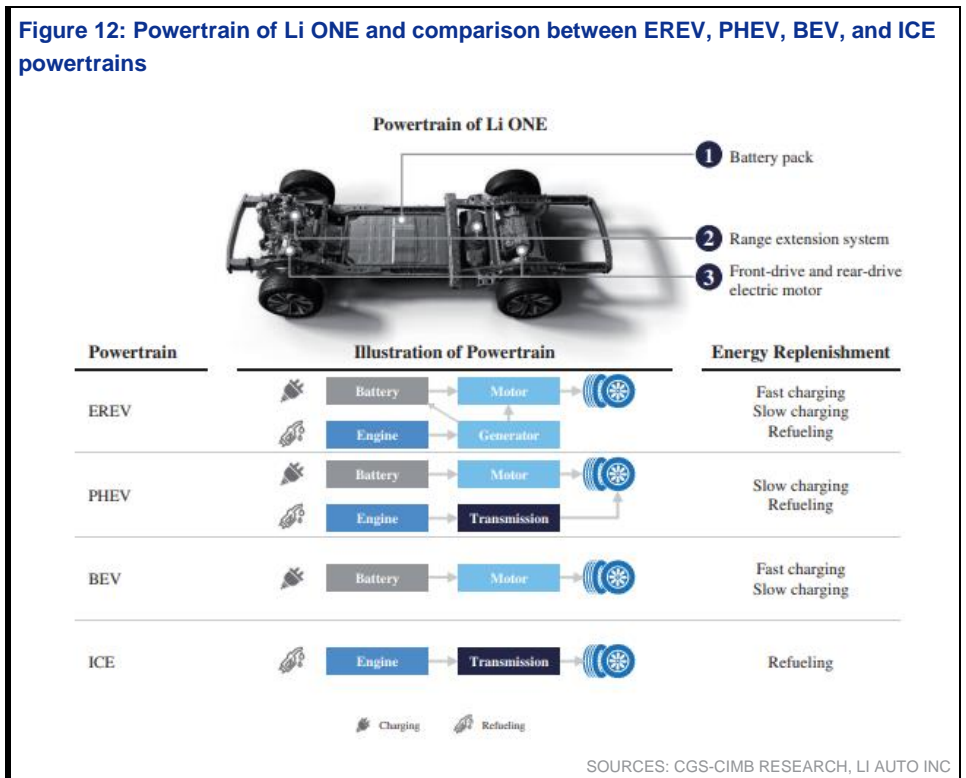 Figure 12: Powertrain of Li ONE and comparison between EREV, PHEV, BEV, and ICE
powertrains
Powertrain of Li ONE
1 Battery pack
2 Range extension system
3 Front-drive and rear-drive
electric motor
Powertrain Illustration of Powertrain Energy Replenishment
EREV
Battery Motor
Engine Generator
Fast charging
Slow charging
Refueling
PHEV
Battery Motor
Engine Transmission
Slow charging
Refueling
BEV
Battery Motor
Fast charging
Slow charging
ICE
Engine Transmission
Refueling
Charging Refueling
SOURCES: CGS-CIMB RESEARCH, LI AUTO INC